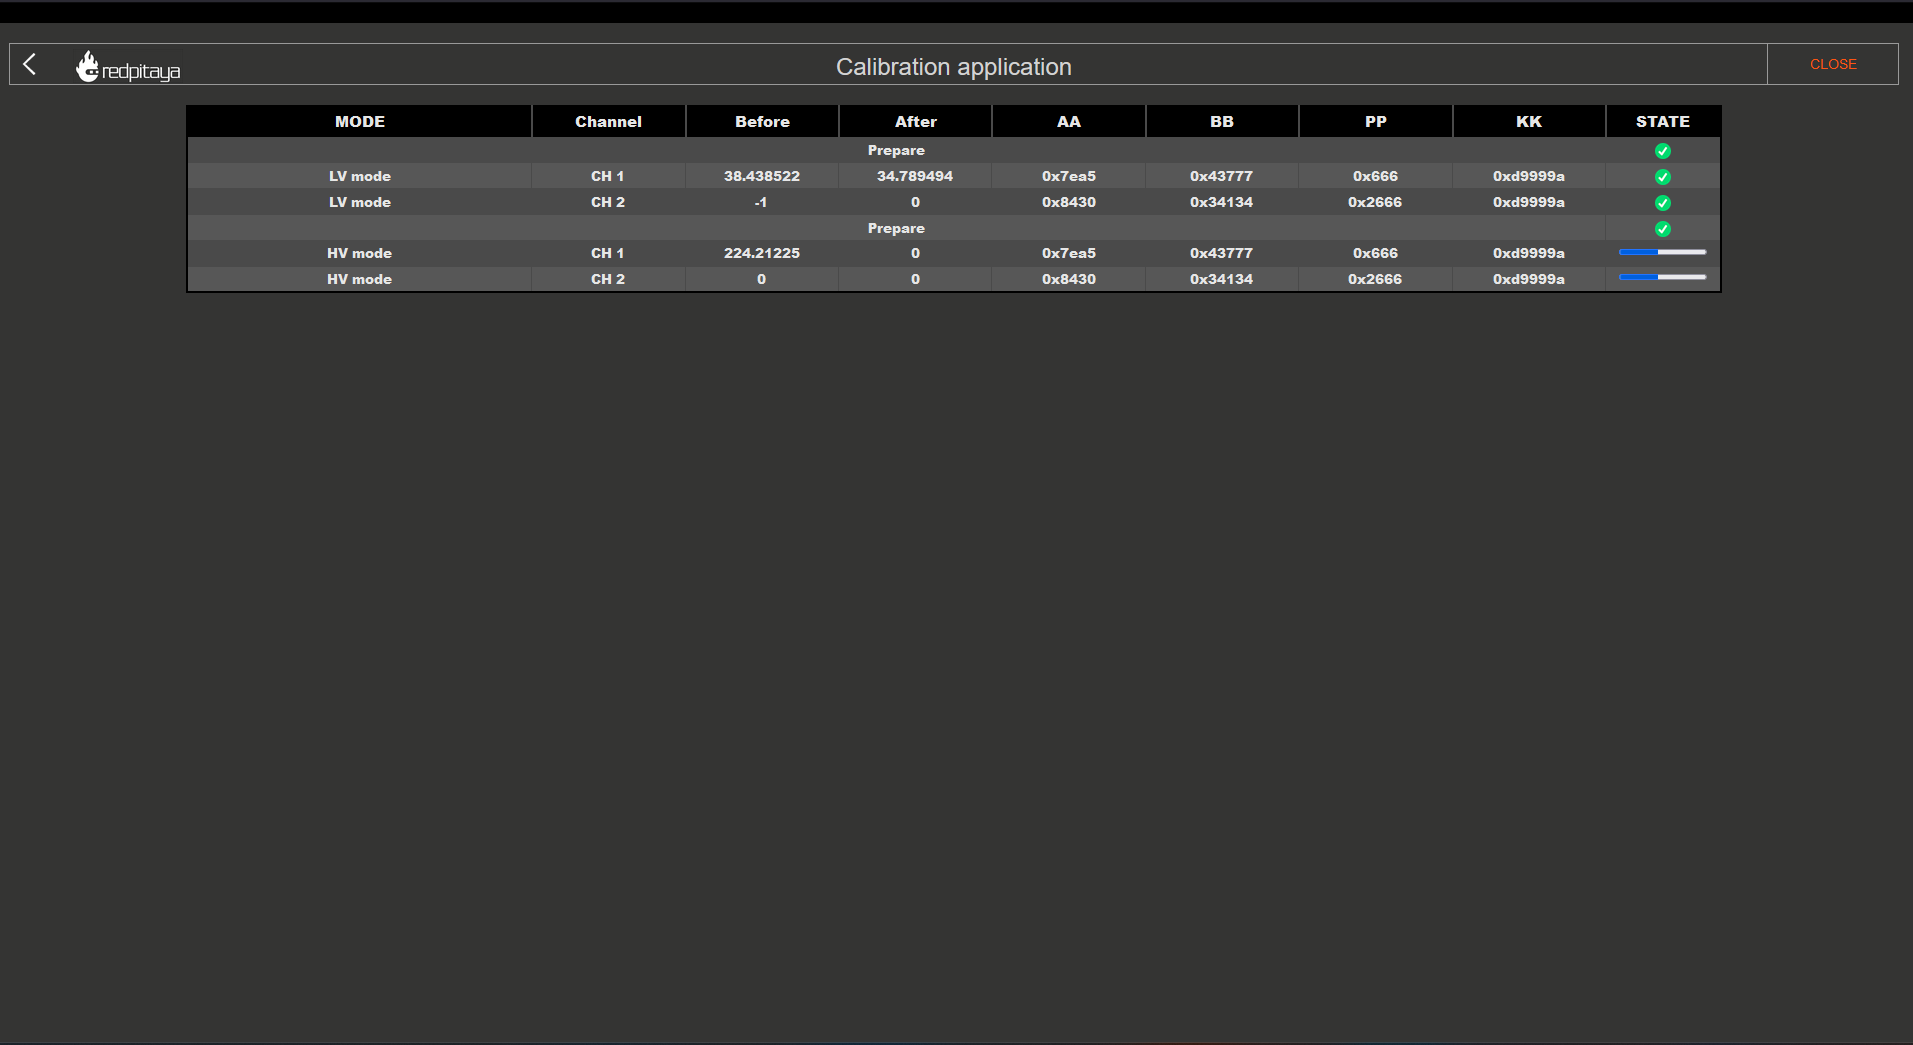 redpitaya Calibration application CLOSE
MODE Channel Before After AA BB PP KK STATE
Prepare
LV mode CH 1 38.438522 34.789494 0x7ea5 0x43777 0x666 0xd9999a
LV mode CH 2 -1 0 0x8430 0x34134 0x2666 0xd9999a
Prepare
HV mode CH 1 224.21225 0 0x7ea5 0x43777 0x666 0xd9999a
HV mode CH 2 0 0 0x8430 0x34134 0x2666 0xd9999a